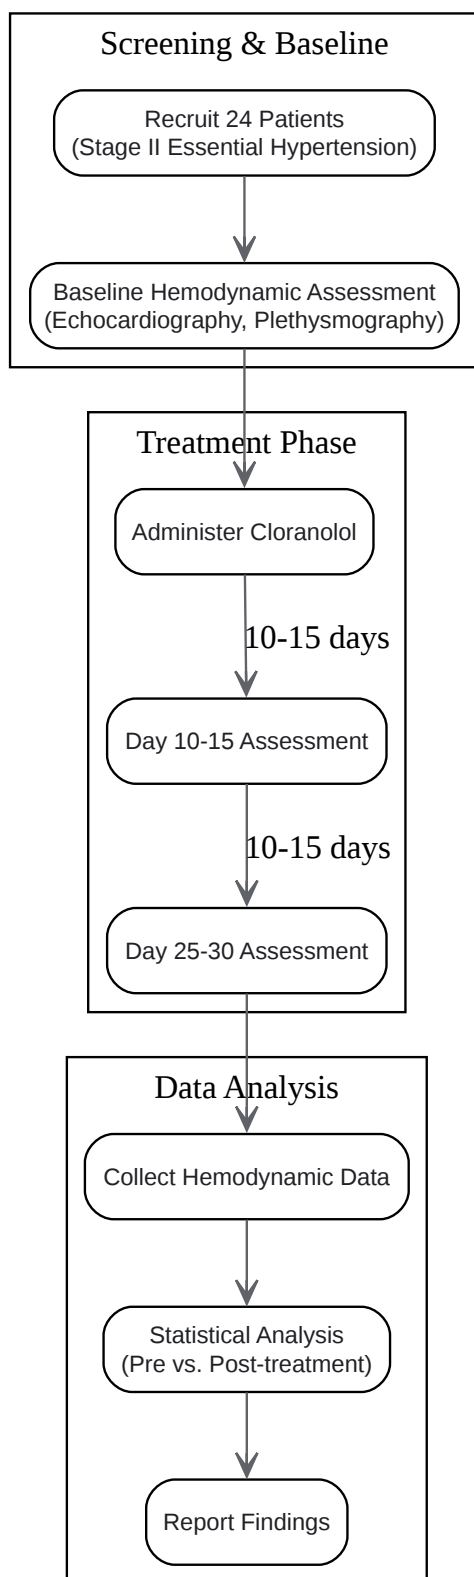 Screening & Baseline
Recruit 24 Patients
(Stage II Essential Hypertension)
Baseline Hemodynamic Assessment
(Echocardiography, Plethysmography)
Treatment Phase
Administer Cloranolol
10-15 days
Day 10-15 Assessment
10-15 days
Day 25-30 Assessment
Data Analysis
Collect Hemodynamic Data
Statistical Analysis
(Pre vs. Post-treatment)
Report Findings